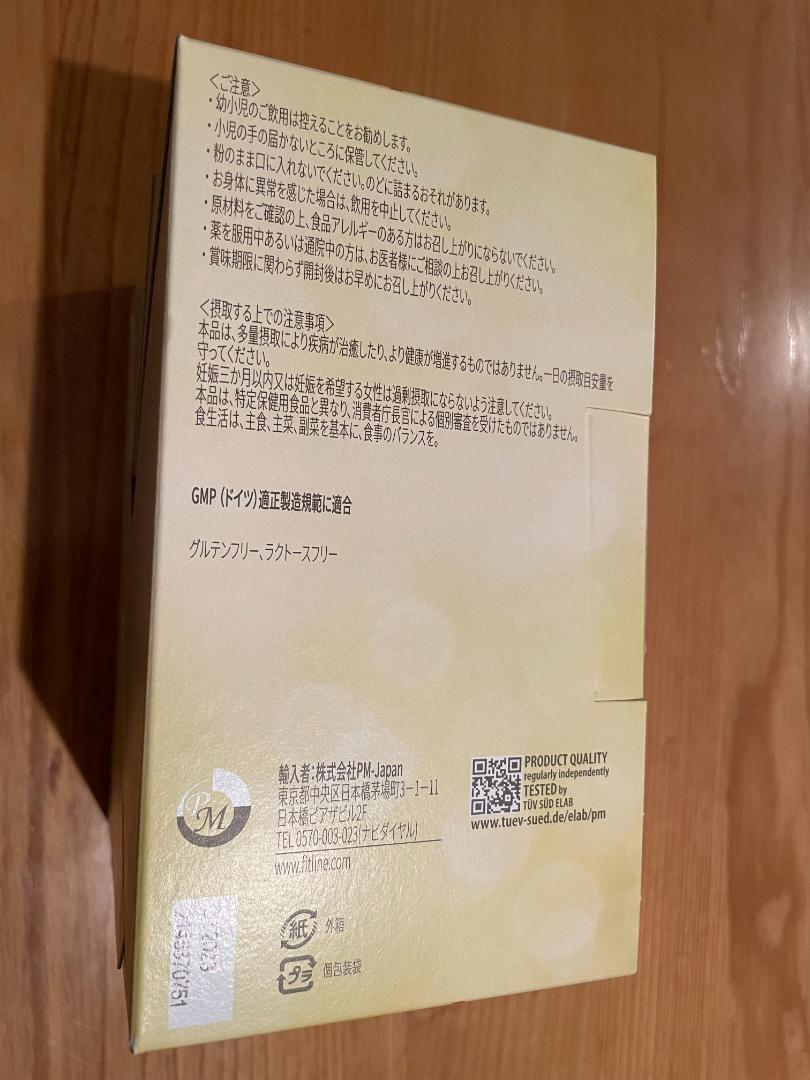 〈ご注意〉
・幼小児のご飲用は控えることをお勧めします。
・小児の手の届かないところに保管してください。
・粉のまま口に入れないでください。のどに詰まるおそれがあります。
・お身体に異常を感じた場合は、飲用を中止してください。
・原材料をご確認の上、食品アレルギーのある方はお召し上がりにならないでください。
・薬を服用中あるいは通院中の方は、お医者様にご相談の上お召し上がりください。
・賞味期限に関わらず開封後はお早めにお召し上がりください。
〈摂取する上での注意事項〉
本品は、多量摂取により疾病が治癒したり、より健康が増進するものではありません。一日の摂取目安量を
守ってください。
妊娠三か月以内又は妊娠を希望する女性は過剰摂取にならないよう注意してください。
本品は、特定保健用食品と異なり、消費者庁長官による個別審査を受けたものではありません。
食生活は、主食、主菜、副菜を基本に、食事のバランスを。
GMP（ドイツ）適正製造規範に適合
グルテンフリー、ラクトースフリー
PM
輸入者：株式会社PM-Japan
東京都中央区日本橋茅場町3－1－11
日本橋ピアザビル2F
TEL 0570-003-023(ナビダイヤル)
www.fitline.com
PRODUCT QUALITY
regularly independently
TESTED by
TÜV SÜD ELAB
www.tuev-sued.de/elab/pm
紙 外箱
プラ 個包装袋